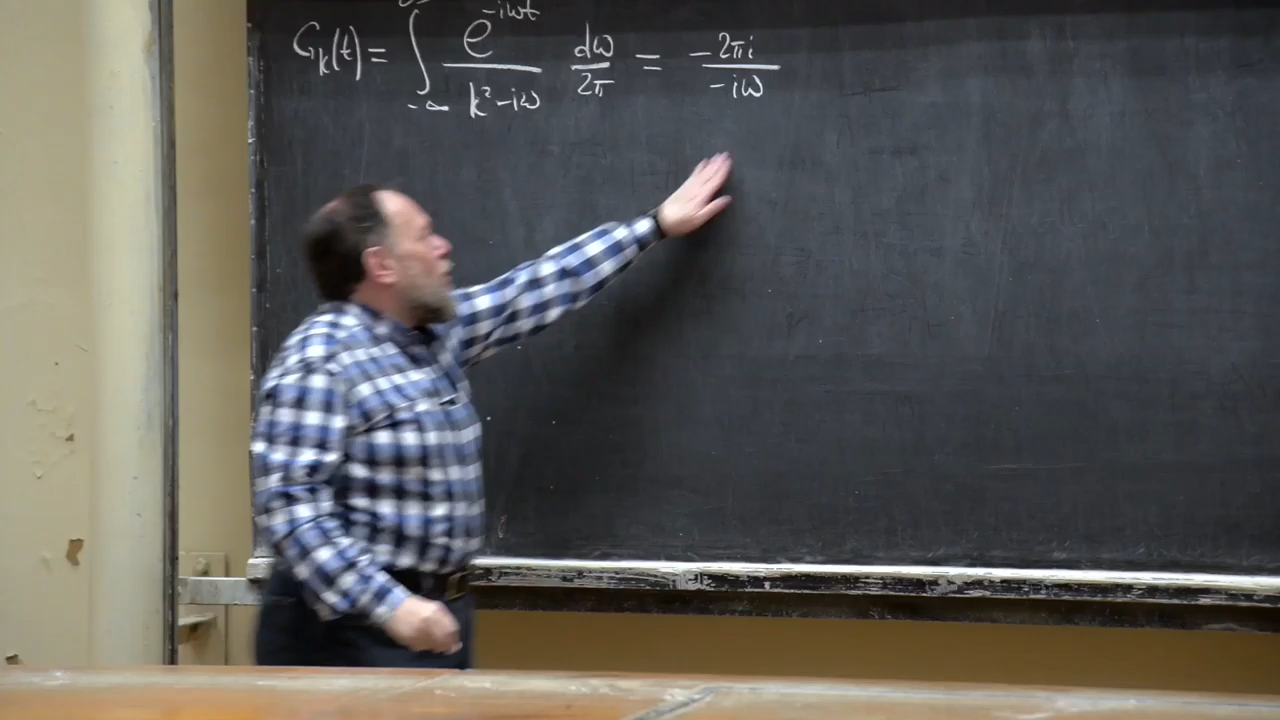 G_k(t) = ∫_{-∞}^{∞} e^{-iωt} / (k² - iω) dω/2π = -2πi / -iω